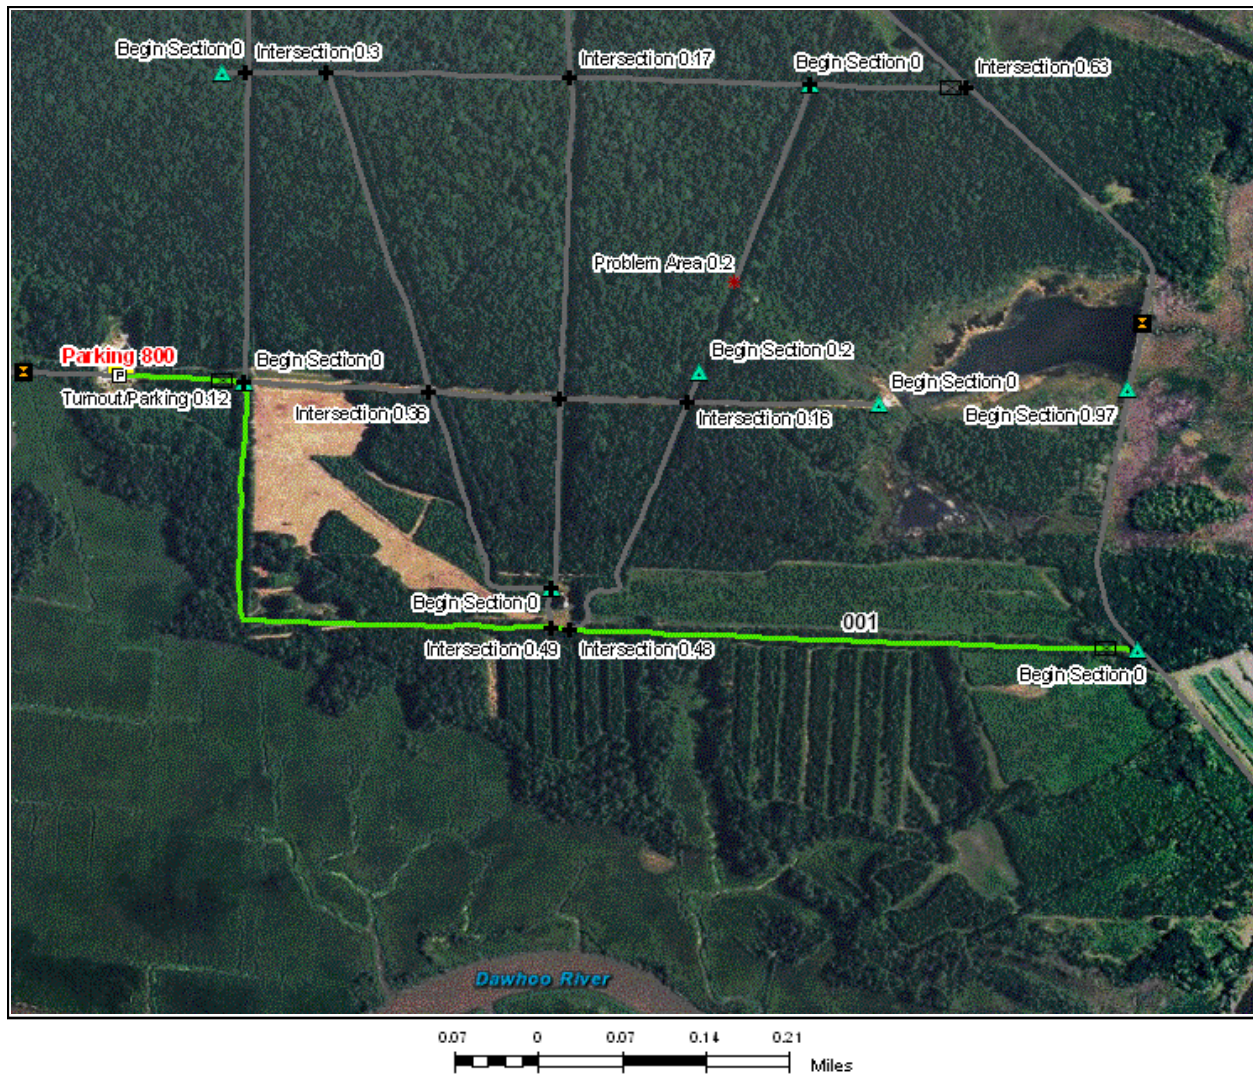 Begin Section 0
Intersection 0.3
Intersection 0.17
Begin Section 0
Intersection 0.63
Problem Area 0.2
Parking 800
Begin Section 0
Begin Section 0.2
Begin Section 0
P
Turnout/Parking 0.12
Intersection 0.36
Intersection 0.16
Begin Section 0.97
Begin Section 0
001
Intersection 0.49
Intersection 0.48
Begin Section 0
Dawhoo River
0.07 0 0.07 0.14 0.21
Miles